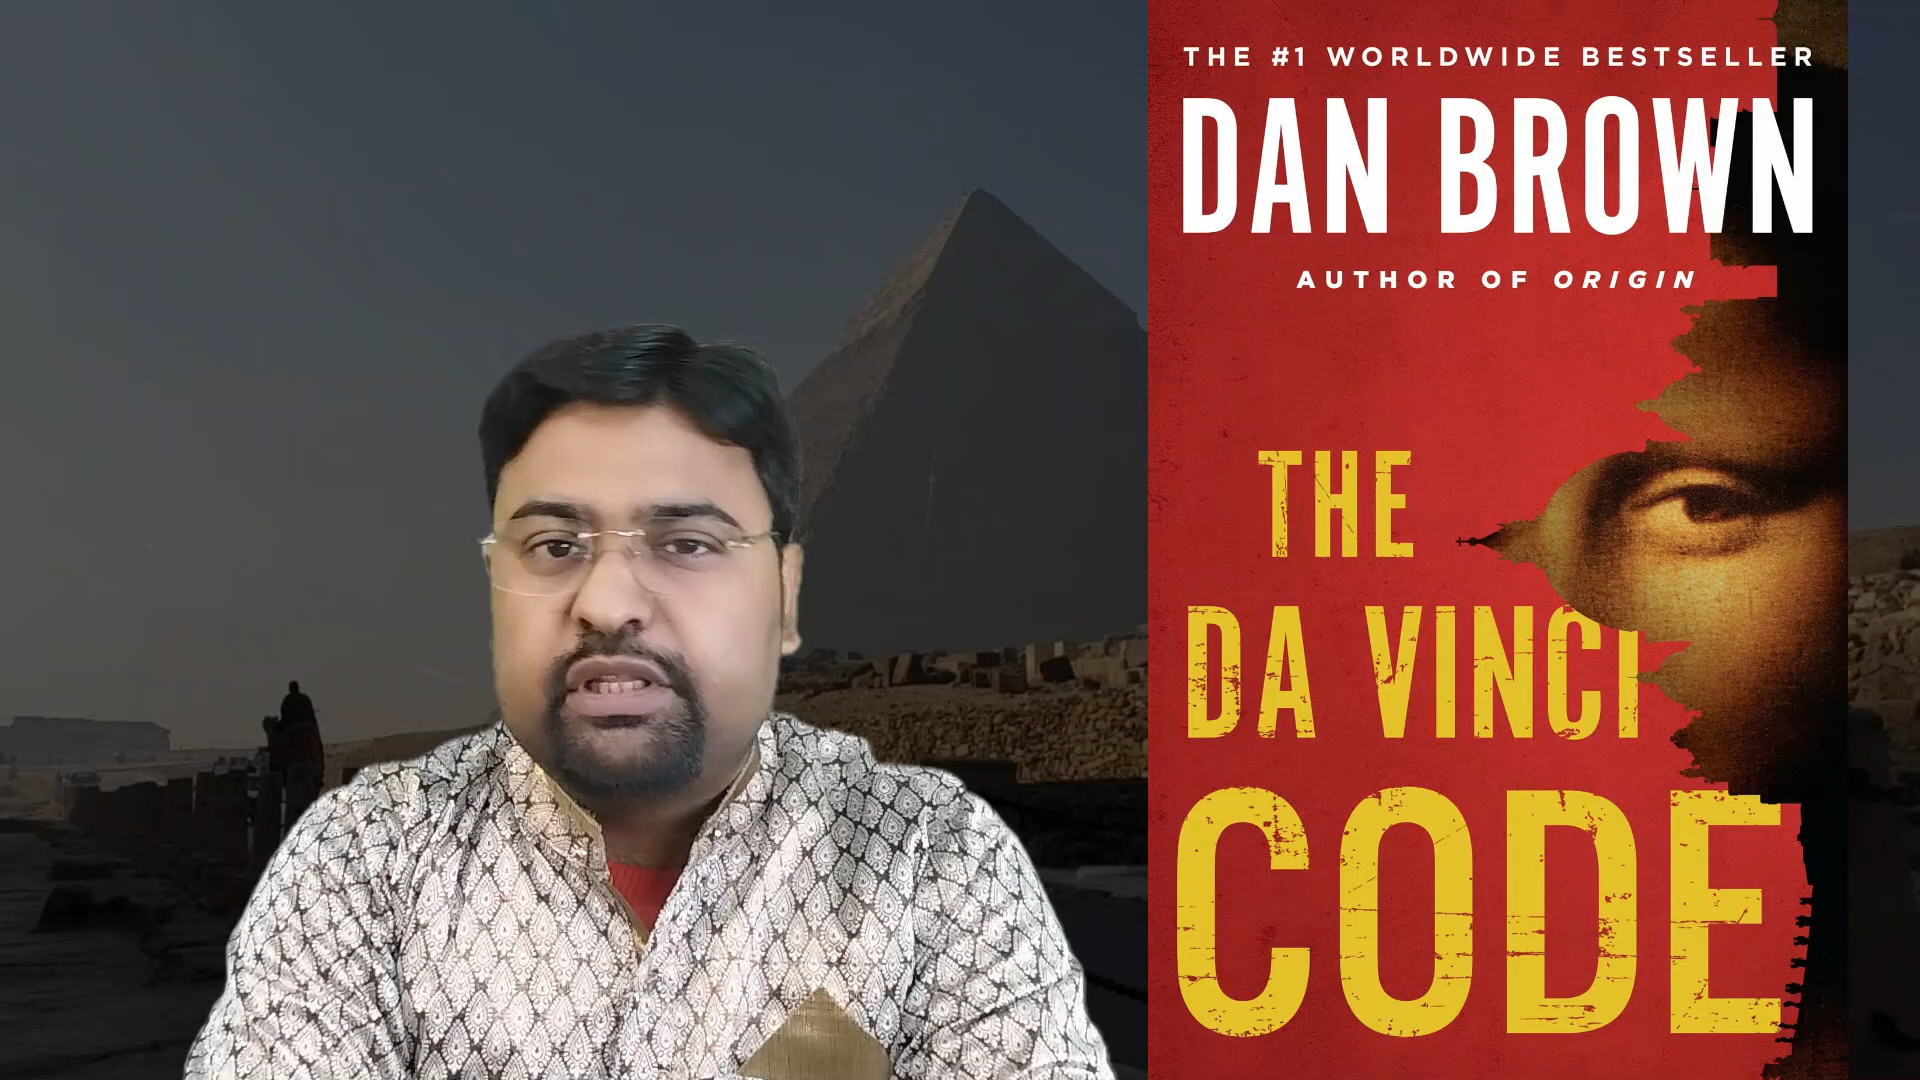 THE #1 WORLDWIDE BESTSELLER
DAN BROWN
AUTHOR OF ORIGIN
THE
DA VINCI
CODE